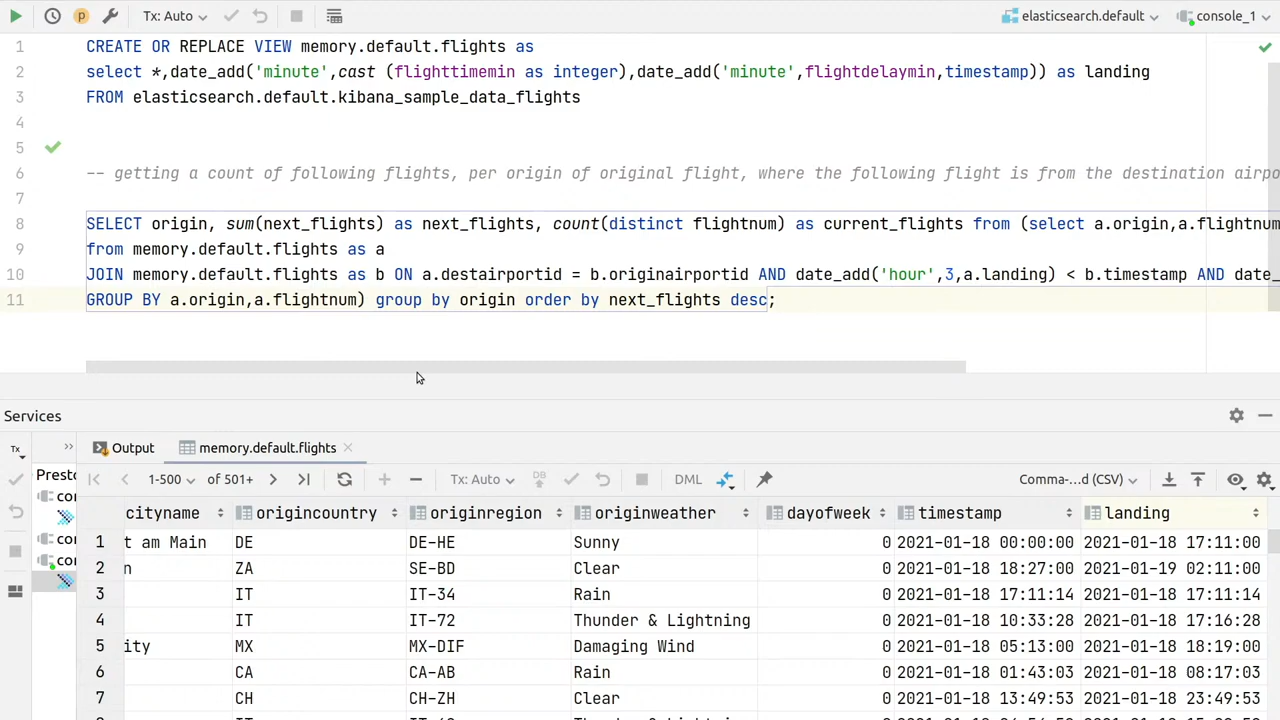 Tx: Auto elasticsearch.default console_1
1 CREATE OR REPLACE VIEW memory.default.flights as
2 select *,date_add('minute',cast (flighttimemin as integer),date_add('minute',flightdelaymin,timestamp)) as landing
3 FROM elasticsearch.default.kibana_sample_data_flights
4
5
6 -- getting a count of following flights, per origin of original flight, where the following flight is from the destination airpo
7
8 SELECT origin, sum(next_flights) as next_flights, count(distinct flightnum) as current_flights from (select a.origin,a.flightnum
9 from memory.default.flights as a
10 JOIN memory.default.flights as b ON a.destairportid = b.originairportid AND date_add('hour',3,a.landing) < b.timestamp AND date_
11 GROUP BY a.origin,a.flightnum) group by origin order by next_flights desc;
Services
Tx » Output memory.default.flights
Presto 1-500 of 501+ Tx: Auto DB DML Comma-...d (CSV)
con
con
con
cityname origincountry originregion originweather dayofweek timestamp landing
1 t am Main DE DE-HE Sunny 0 2021-01-18 00:00:00 2021-01-18 17:11:00
2 n ZA SE-BD Clear 0 2021-01-18 18:27:00 2021-01-19 02:11:00
3 IT IT-34 Rain 0 2021-01-18 17:11:14 2021-01-18 17:11:14
4 IT IT-72 Thunder & Lightning 0 2021-01-18 10:33:28 2021-01-18 17:16:28
5 ity MX MX-DIF Damaging Wind 0 2021-01-18 05:13:00 2021-01-18 18:19:00
6 CA CA-AB Rain 0 2021-01-18 01:43:03 2021-01-18 08:17:03
7 CH CH-ZH Clear 0 2021-01-18 13:49:53 2021-01-18 23:49:53